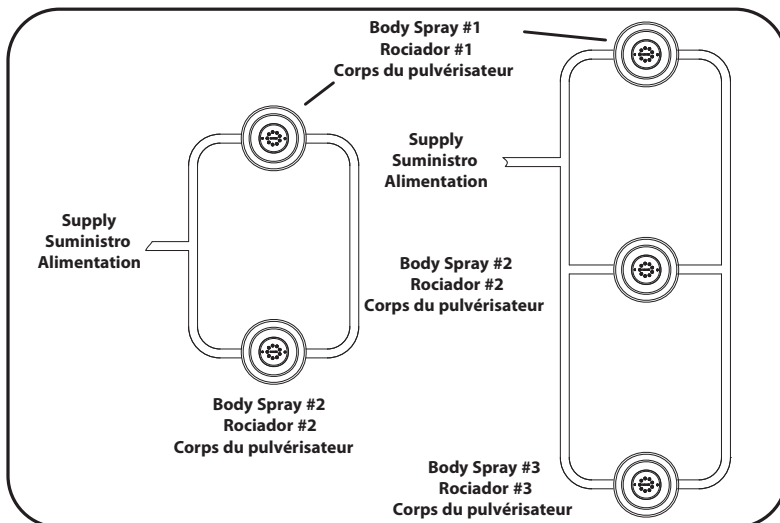 Body Spray #1
Rociador #1
Corps du pulvérisateur
Supply
Suministro
Alimentation
Supply
Suministro
Alimentation
Body Spray #2
Rociador #2
Corps du pulvérisateur
Body Spray #2
Rociador #2
Corps du pulvérisateur
Body Spray #3
Rociador #3
Corps du pulvérisateur